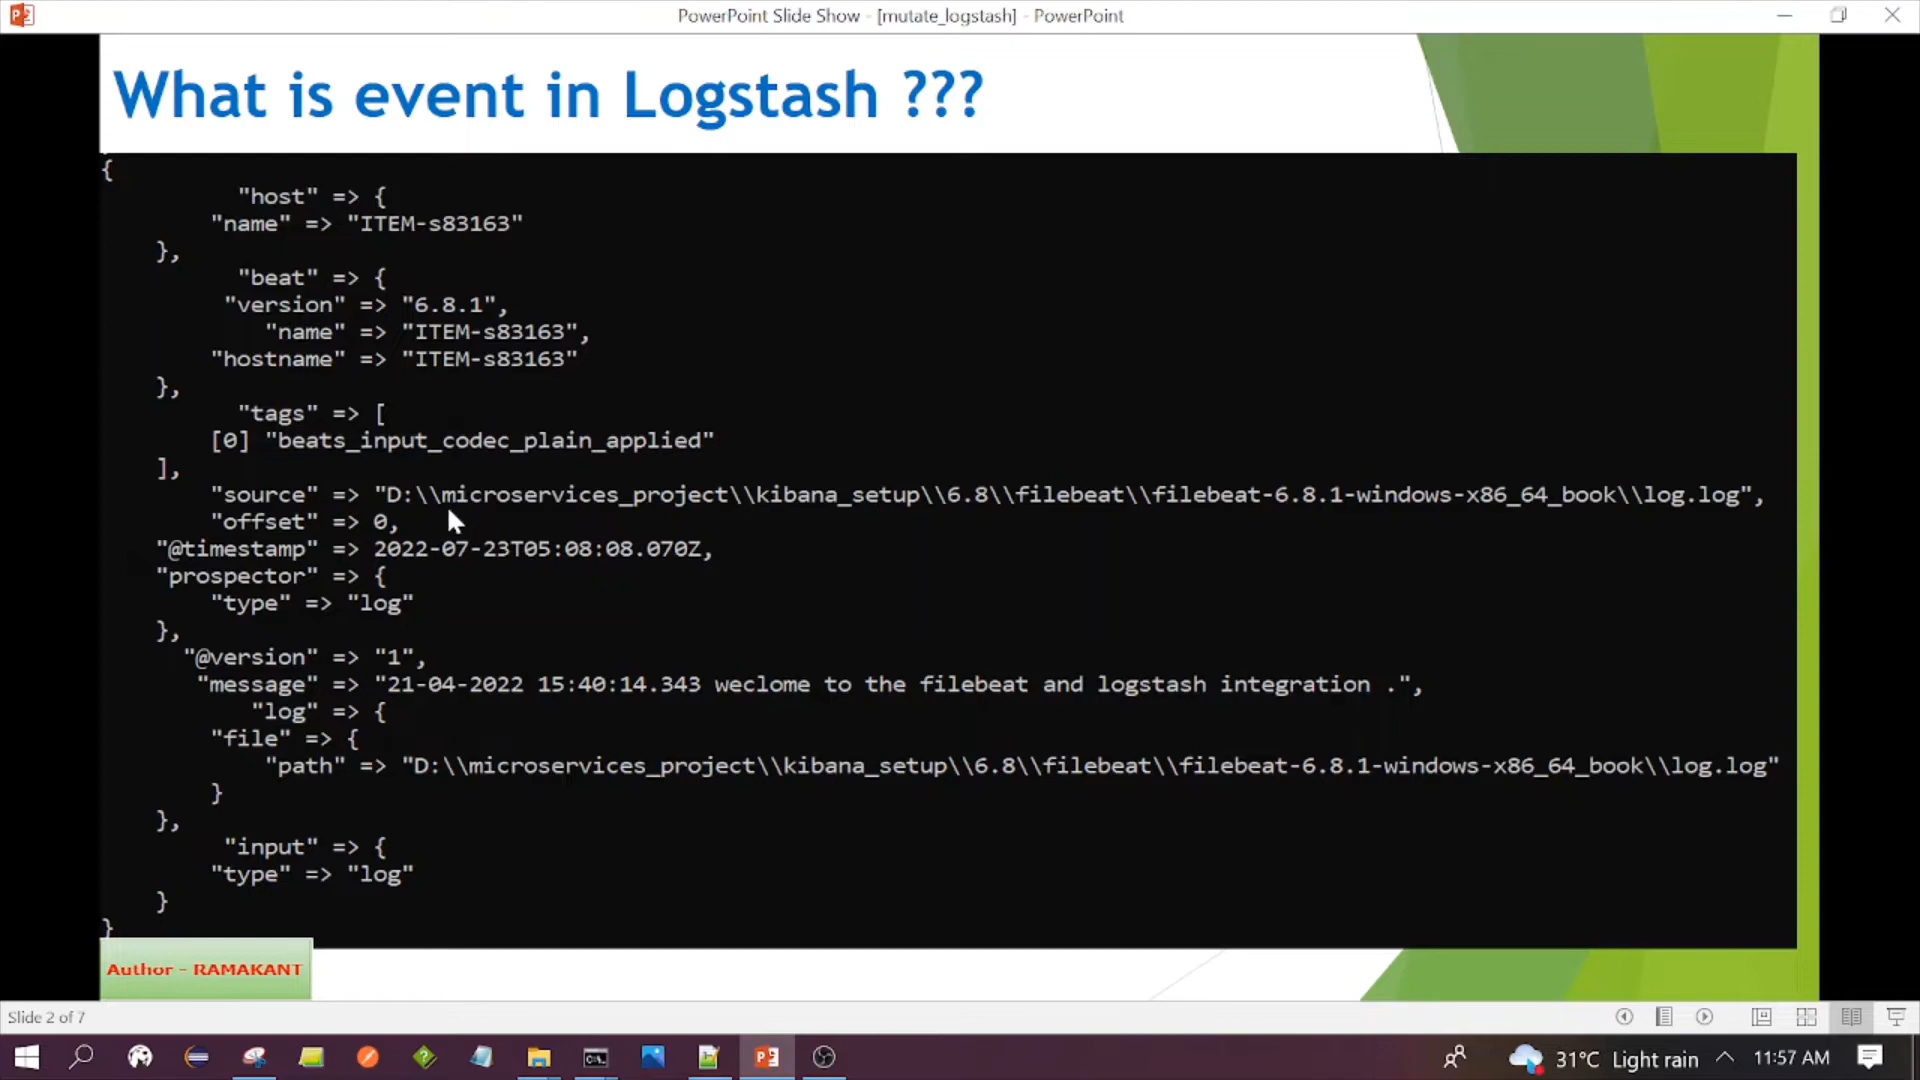 PowerPoint Slide Show - [mutate_logstash] - PowerPoint
What is event in Logstash ???
{
"host" => {
"name" => "ITEM-s83163"
},
"beat" => {
"version" => "6.8.1",
"name" => "ITEM-s83163",
"hostname" => "ITEM-s83163"
},
"tags" => [
[0] "beats_input_codec_plain_applied"
],
"source" => "D:\\microservices_project\\kibana_setup\\6.8\\filebeat\\filebeat-6.8.1-windows-x86_64_book\\log.log",
"offset" => 0,
"@timestamp" => 2022-07-23T05:08:08.070Z,
"prospector" => {
"type" => "log"
},
"@version" => "1",
"message" => "21-04-2022 15:40:14.343 weclome to the filebeat and logstash integration .",
"log" => {
"file" => {
"path" => "D:\\microservices_project\\kibana_setup\\6.8\\filebeat\\filebeat-6.8.1-windows-x86_64_book\\log.log"
}
},
"input" => {
"type" => "log"
}
}
Author - RAMAKANT
Slide 2 of 7
31°C Light rain 11:57 AM